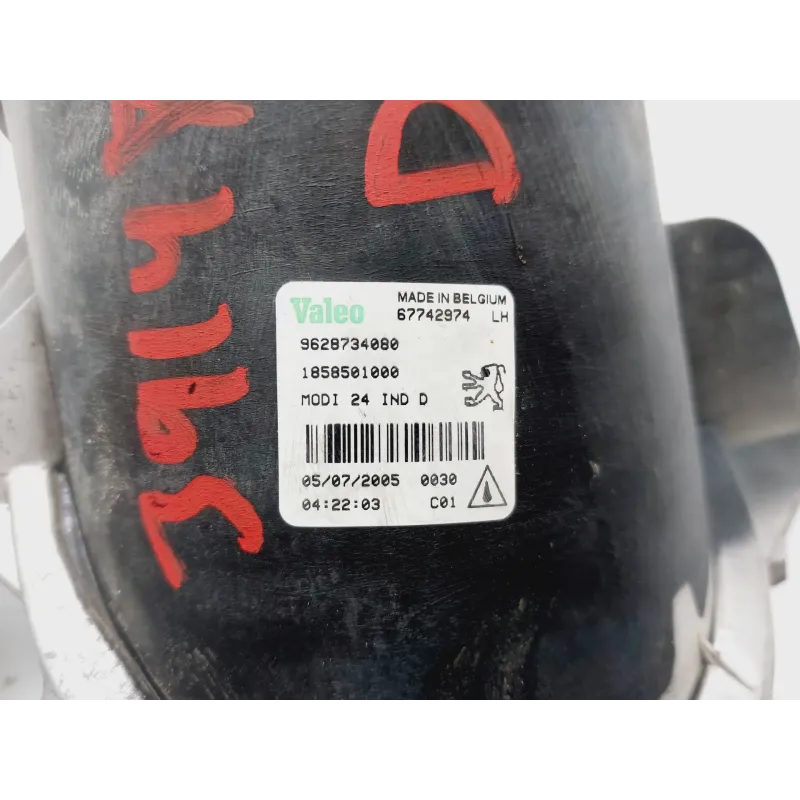 D
Valeo MADE IN BELGIUM
67742974 LH
9628734080
1858501000
MODI 24 IND D
05/07/2005 0030
04:22:03 C01